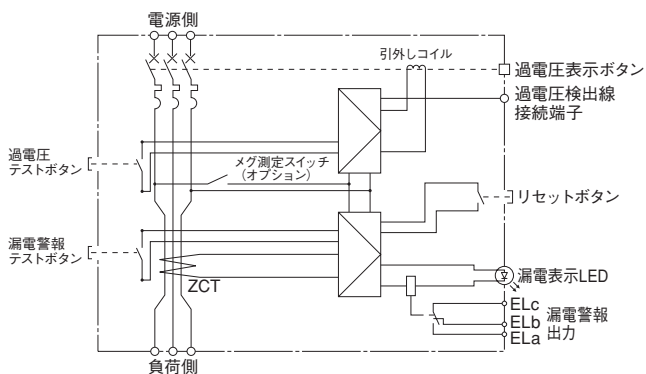 電源側
引外しコイル
過電圧表示ボタン
過電圧検出線
接続端子
過電圧
テストボタン
メグ測定スイッチ
(オプション)
リセットボタン
漏電警報
テストボタン
ZCT
漏電表示LED
ELc
ELb
ELa
漏電警報
出力
負荷側